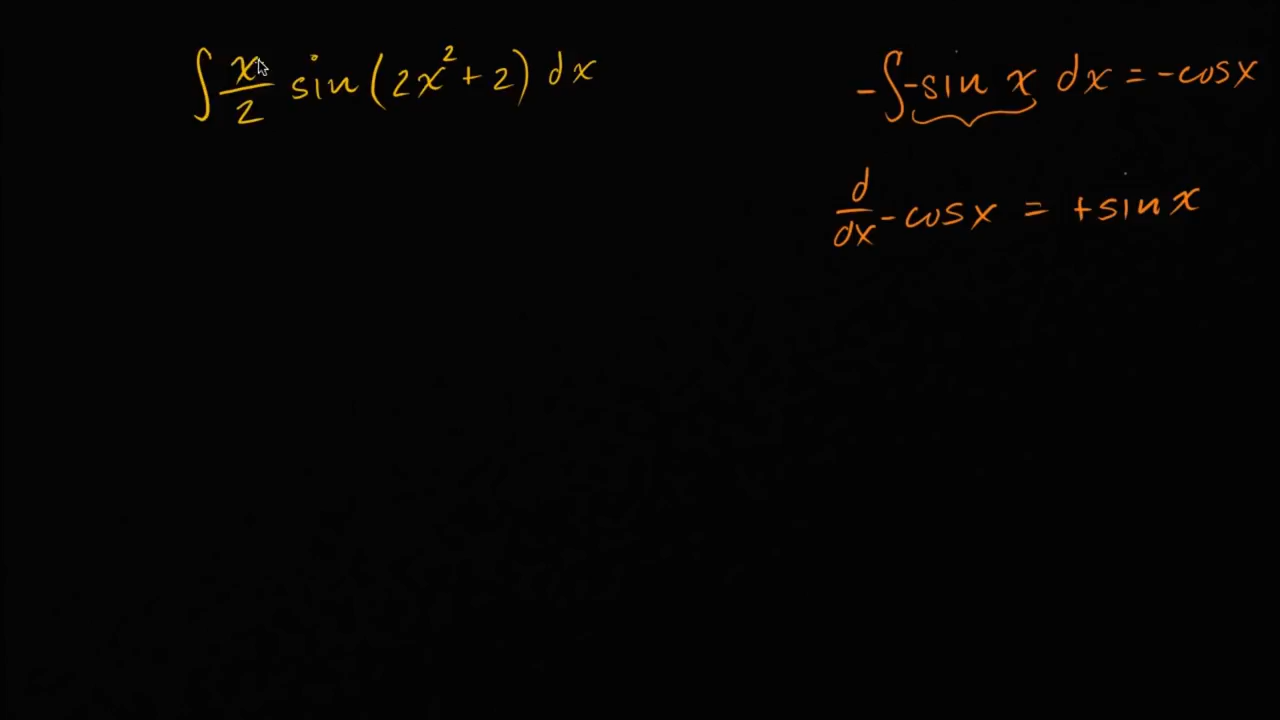 ∫ x/2 sin(2x² + 2) dx
-∫ -sin x dx = -cos x
d/dx -cos x = +sin x